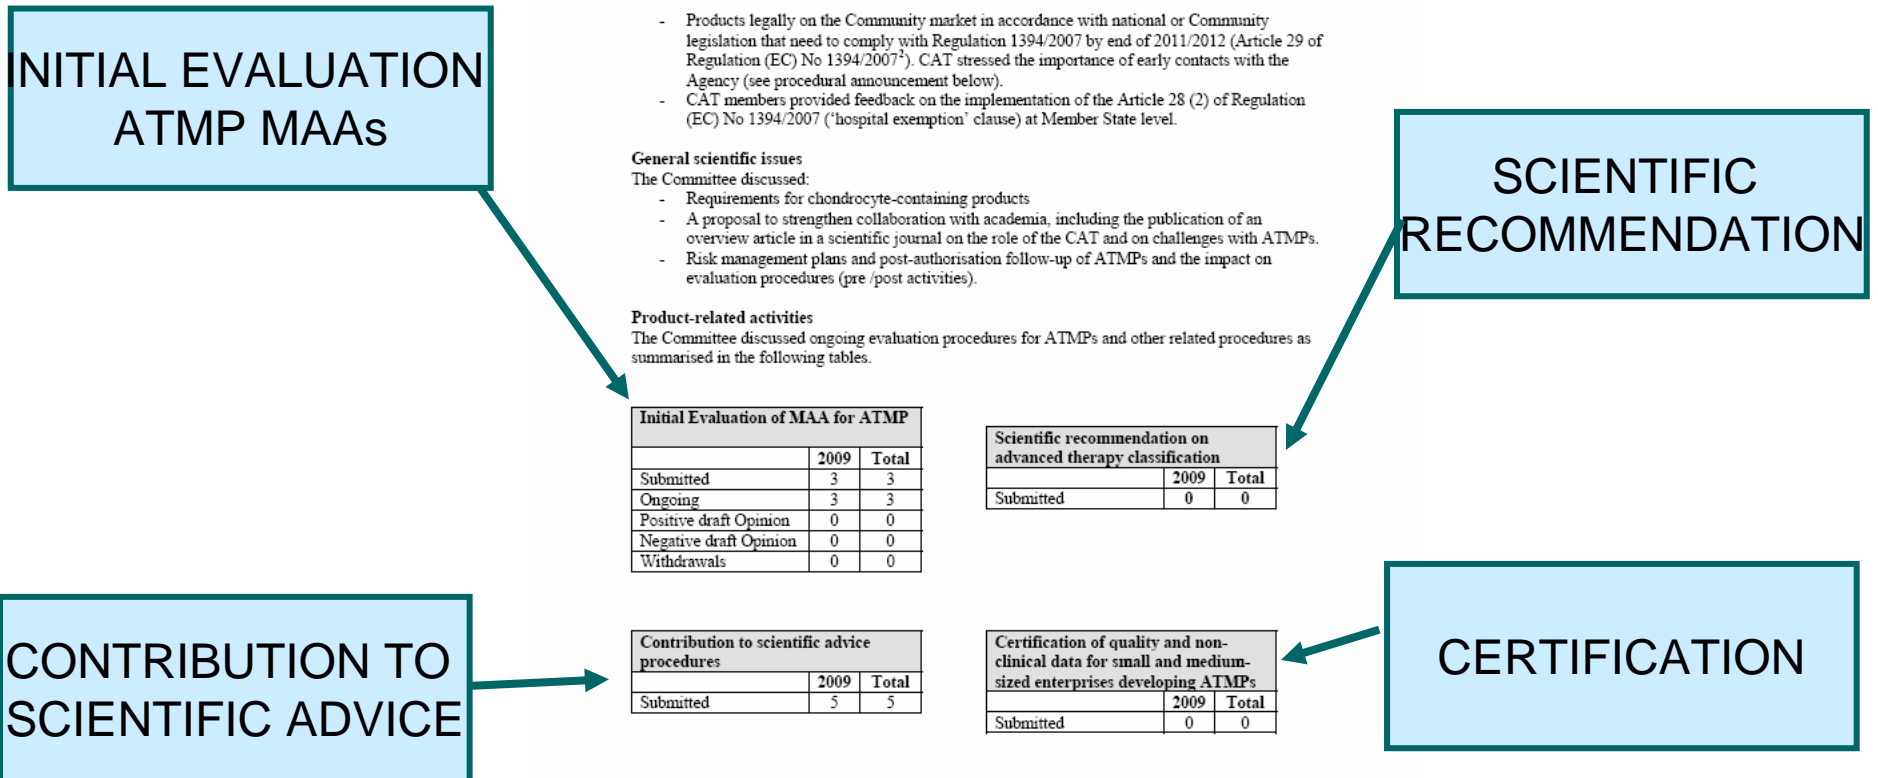 INITIAL EVALUATION
ATMP MAAs
- Products legally on the Community market in accordance with national or Community
legislation that need to comply with Regulation 1394/2007 by end of 2011/2012 (Article 29 of
Regulation (EC) No 1394/2007²). CAT stressed the importance of early contacts with the
Agency (see procedural announcement below).
- CAT members provided feedback on the implementation of the Article 28 (2) of Regulation
(EC) No 1394/2007 (‘hospital exemption’ clause) at Member State level.
General scientific issues
The Committee discussed:
- Requirements for chondrocyte-containing products
- A proposal to strengthen collaboration with academia, including the publication of an
overview article in a scientific journal on the role of the CAT and on challenges with ATMPs.
- Risk management plans and post-authorisation follow-up of ATMPs and the impact on
evaluation procedures (pre /post activities).
Product-related activities
The Committee discussed ongoing evaluation procedures for ATMPs and other related procedures as
summarised in the following tables.
SCIENTIFIC
RECOMMENDATION
Initial Evaluation of MAA for ATMP
2009 Total
Submitted 3 3
Ongoing 3 3
Positive draft Opinion 0 0
Negative draft Opinion 0 0
Withdrawals 0 0
Scientific recommendation on
advanced therapy classification
2009 Total
Submitted 0 0
CONTRIBUTION TO
SCIENTIFIC ADVICE
Contribution to scientific advice
procedures
2009 Total
Submitted 5 5
Certification of quality and non-
clinical data for small and medium-
sized enterprises developing ATMPs
2009 Total
Submitted 0 0
CERTIFICATION